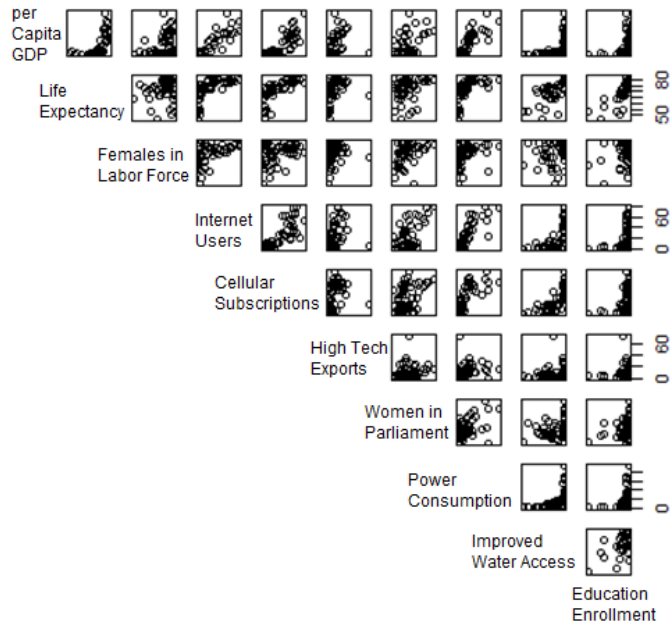 per
Capita
GDP
Life
Expectancy
50 80
Females in
Labor Force
Internet
Users
0 60
Cellular
Subscriptions
High Tech
Exports
0 60
Women in
Parliament
Power
Consumption
0
Improved
Water Access
Education
Enrollment